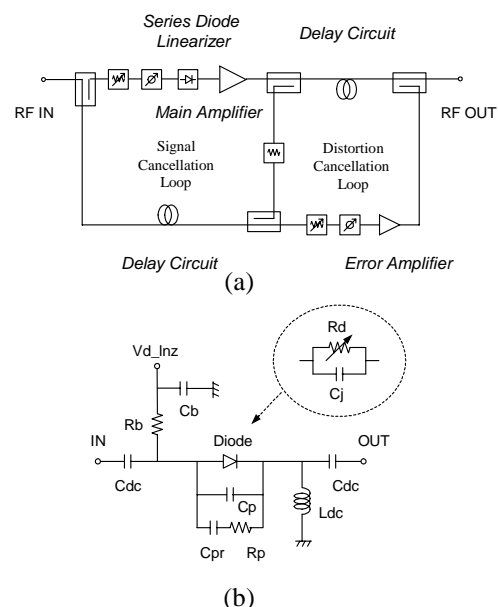 Series Diode
Linearizer
Delay Circuit
RF IN
Main Amplifier
RF OUT
Signal
Cancellation
Loop
Distortion
Cancellation
Loop
Delay Circuit
Error Amplifier
(a)
Rd
Cj
Vd_lnz
Cb
Rb
IN
Diode
OUT
Cdc
Cdc
Cp
Ldc
Cpr
Rp
(b)